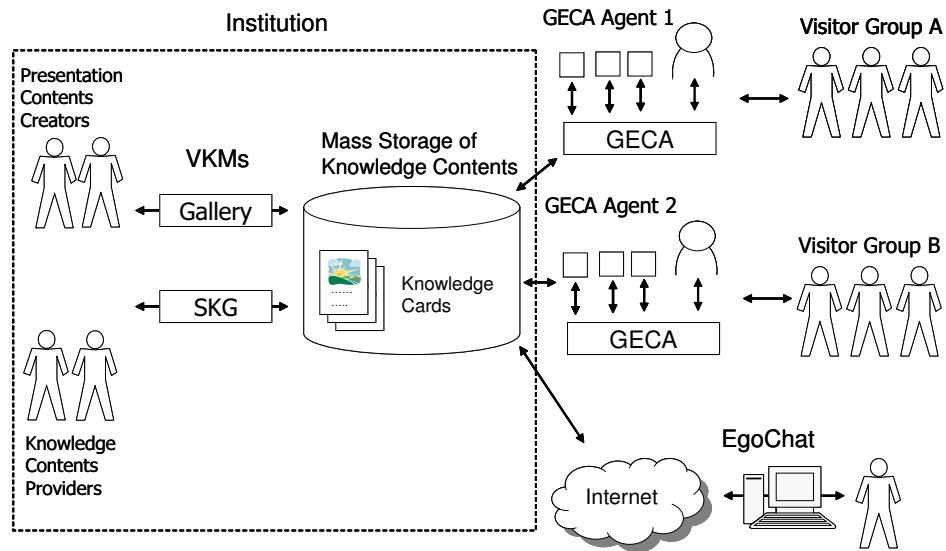 Institution
Presentation
Contents
Creators
VKMs
Gallery
SKG
Knowledge
Contents
Providers
Mass Storage of
Knowledge Contents
......
.....
Knowledge
Cards
GECA Agent 1
GECA
Visitor Group A
GECA Agent 2
GECA
Visitor Group B
Internet
EgoChat